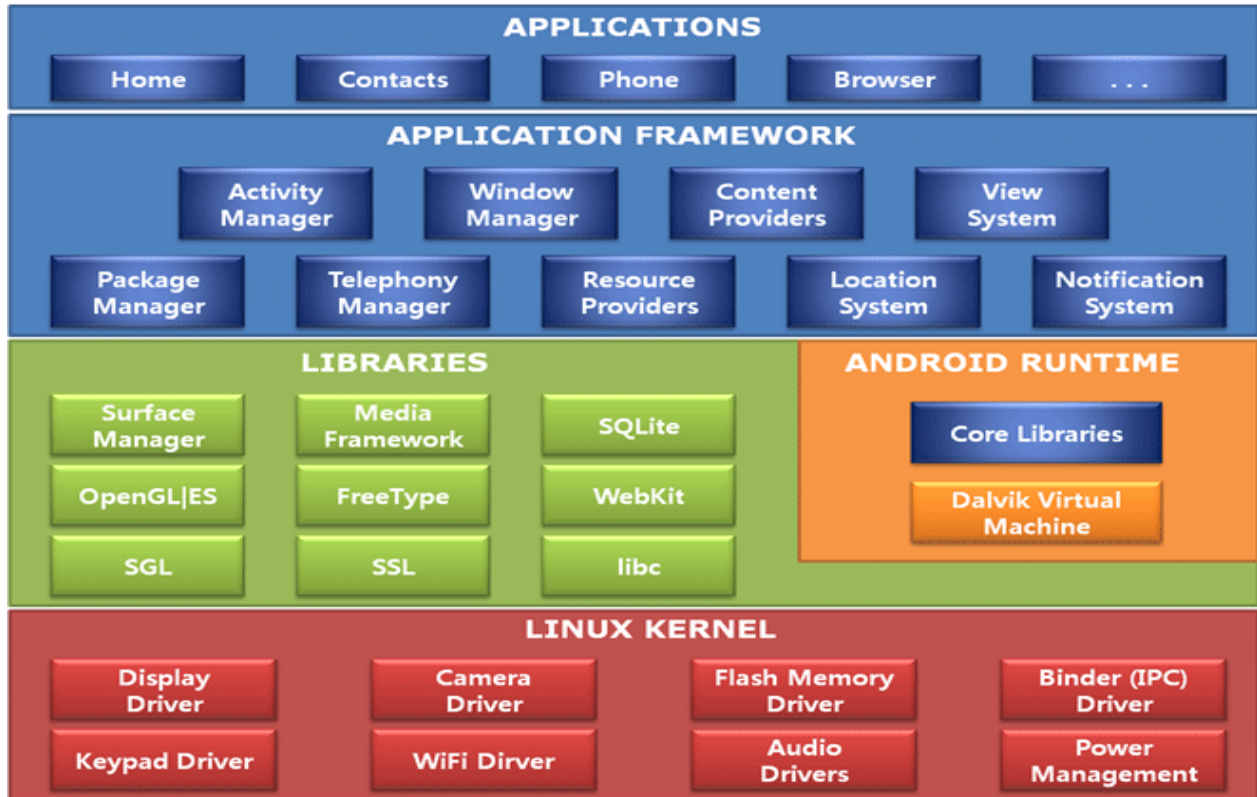 APPLICATIONS
Home
Contacts
Phone
Browser
. . .
APPLICATION FRAMEWORK
Activity
Manager
Window
Manager
Content
Providers
View
System
Package
Manager
Telephony
Manager
Resource
Providers
Location
System
Notification
System
LIBRARIES
Surface
Manager
Media
Framework
SQLite
OpenGL|ES
FreeType
WebKit
SGL
SSL
libc
ANDROID RUNTIME
Core Libraries
Dalvik Virtual
Machine
LINUX KERNEL
Display
Driver
Camera
Driver
Flash Memory
Driver
Binder (IPC)
Driver
Keypad Driver
WiFi Dirver
Audio
Drivers
Power
Management